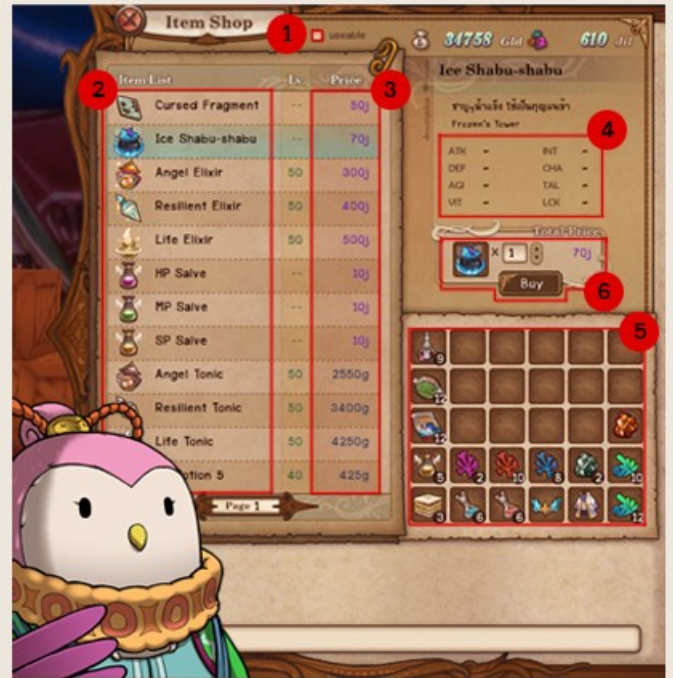 Item Shop
1
useable
34758 Gld
610 Jil
2
Item List
Lv.
Price
3
Cursed Fragment -- 50j
Ice Shabu-shabu -- 70j
Angel Elixir 50 300j
Resilient Elixir 50 400j
Life Elixir 50 500j
HP Salve -- 10j
MP Salve -- 10j
SP Salve -- 10j
Angel Tonic 50 2550g
Resilient Tonic 50 3400g
Life Tonic 50 4250g
otion 5 40 425g
Page 1
Ice Shabu-shabu
Frozen's Tower
4
ATK - INT -
DEF - CHA -
AGI - TAL -
VIT - LCK -
Total Price
x 1 70j
Buy
6
5
9
12
12
5 2 10 8 2 10
3 6 6 12